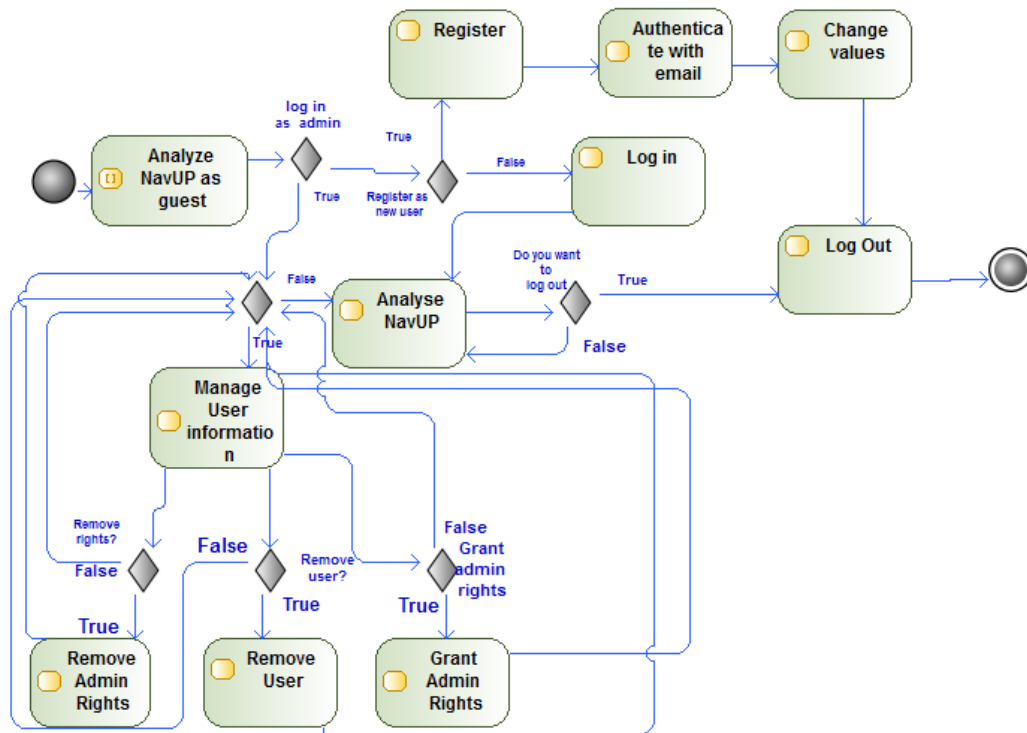 Register
Authentica
te with
email
Change
values
log in
as admin
True
Analyze
NavUP as
guest
[]
True
Register as
new user
False
Log in
Do you want
to
log out
True
Log Out
False
Analyse
NavUP
False
True
Manage
User
informatio
n
Remove
rights?
False
False
Remove
user?
False
Grant
admin
rights
True
True
True
Remove
Admin
Rights
Remove
User
Grant
Admin
Rights